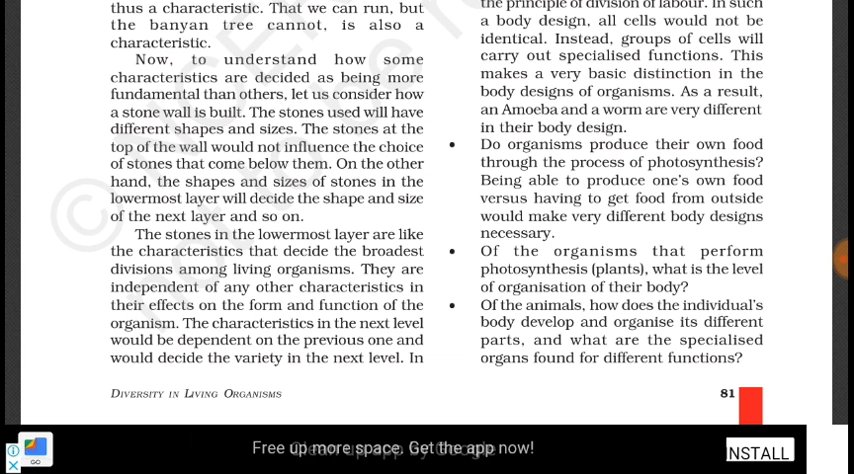 thus a characteristic. That we can run, but
the banyan tree cannot, is also a
characteristic.
Now, to understand how some
characteristics are decided as being more
fundamental than others, let us consider how
a stone wall is built. The stones used will have
different shapes and sizes. The stones at the
top of the wall would not influence the choice
of stones that come below them. On the other
hand, the shapes and sizes of stones in the
lowermost layer will decide the shape and size
of the next layer and so on.
The stones in the lowermost layer are like
the characteristics that decide the broadest
divisions among living organisms. They are
independent of any other characteristics in
their effects on the form and function of the
organism. The characteristics in the next level
would be dependent on the previous one and
would decide the variety in the next level. In
the principle of division of labour. In such
a body design, all cells would not be
identical. Instead, groups of cells will
carry out specialised functions. This
makes a very basic distinction in the
body designs of organisms. As a result,
an Amoeba and a worm are very different
in their body design.
• Do organisms produce their own food
through the process of photosynthesis?
Being able to produce one's own food
versus having to get food from outside
would make very different body designs
necessary.
• Of the organisms that perform
photosynthesis (plants), what is the level
of organisation of their body?
• Of the animals, how does the individual's
body develop and organise its different
parts, and what are the specialised
organs found for different functions?
DIVERSITY IN LIVING ORGANISMS
81
Free up more space. Get the app now!
GO
INSTALL